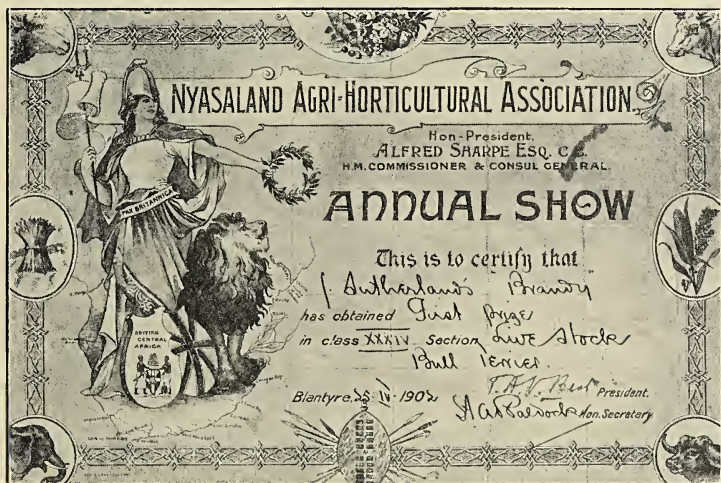 NYASALAND AGRI-HORTICULTURAL ASSOCIATION.
Hon-President.
ALFRED SHARPE ESQ. C.B.
H.M. COMMISSIONER & CONSUL GENERAL.
ANNUAL SHOW
PAX BRITANNICA
This is to certify that
J. Sutherland's Brandy
has obtained First prize
in class XXXIV Section Live Stock
Bull Terrier.
BRITISH
CENTRAL
AFRICA
Blantyre, IV 1902
President.
Hon. Secretary